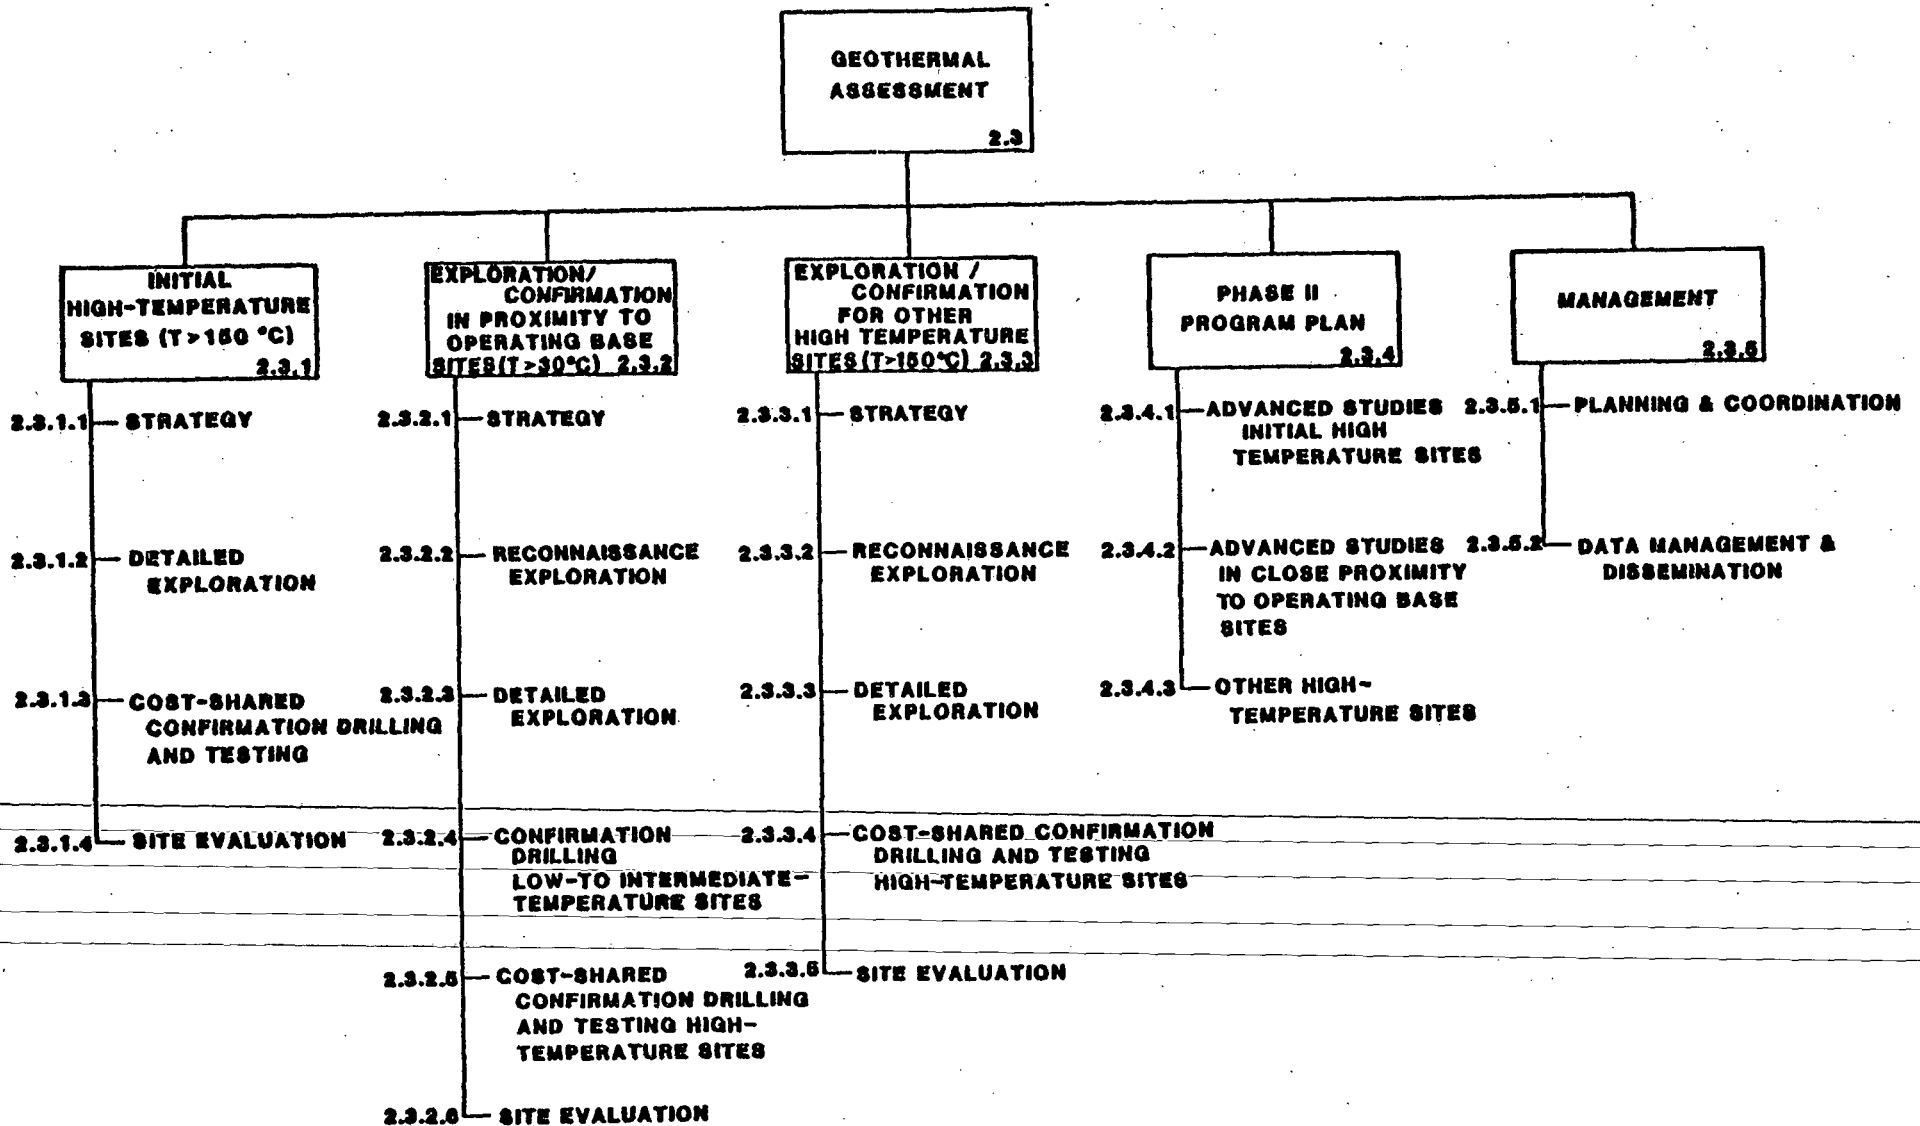 GEOTHERMAL
ASSESSMENT
2.3
INITIAL
HIGH-TEMPERATURE
SITES (T > 150 °C)
2.3.1
2.3.1.1 STRATEGY
2.3.1.2 DETAILED
EXPLORATION
2.3.1.3 COST-SHARED
CONFIRMATION DRILLING
AND TESTING
2.3.1.4 SITE EVALUATION
EXPLORATION/
CONFIRMATION
IN PROXIMITY TO
OPERATING BASE
SITES (T > 30°C) 2.3.2
2.3.2.1 STRATEGY
2.3.2.2 RECONNAISSANCE
EXPLORATION
2.3.2.3 DETAILED
EXPLORATION
2.3.2.4 CONFIRMATION
DRILLING
LOW-TO INTERMEDIATE-
TEMPERATURE SITES
2.3.2.5 COST-SHARED
CONFIRMATION DRILLING
AND TESTING HIGH-
TEMPERATURE SITES
2.3.2.6 SITE EVALUATION
EXPLORATION /
CONFIRMATION
FOR OTHER
HIGH TEMPERATURE
SITES (T>150°C) 2.3.3
2.3.3.1 STRATEGY
2.3.3.2 RECONNAISSANCE
EXPLORATION
2.3.3.3 DETAILED
EXPLORATION
2.3.3.4 COST-SHARED CONFIRMATION
DRILLING AND TESTING
HIGH-TEMPERATURE SITES
2.3.3.5 SITE EVALUATION
PHASE II
PROGRAM PLAN
2.3.4
2.3.4.1 ADVANCED STUDIES
INITIAL HIGH
TEMPERATURE SITES
2.3.4.2 ADVANCED STUDIES
IN CLOSE PROXIMITY
TO OPERATING BASE
SITES
2.3.4.3 OTHER HIGH-
TEMPERATURE SITES
MANAGEMENT
2.3.5
2.3.5.1 PLANNING & COORDINATION
2.3.5.2 DATA MANAGEMENT &
DISSEMINATION